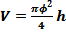 V = πϕ²/4 h